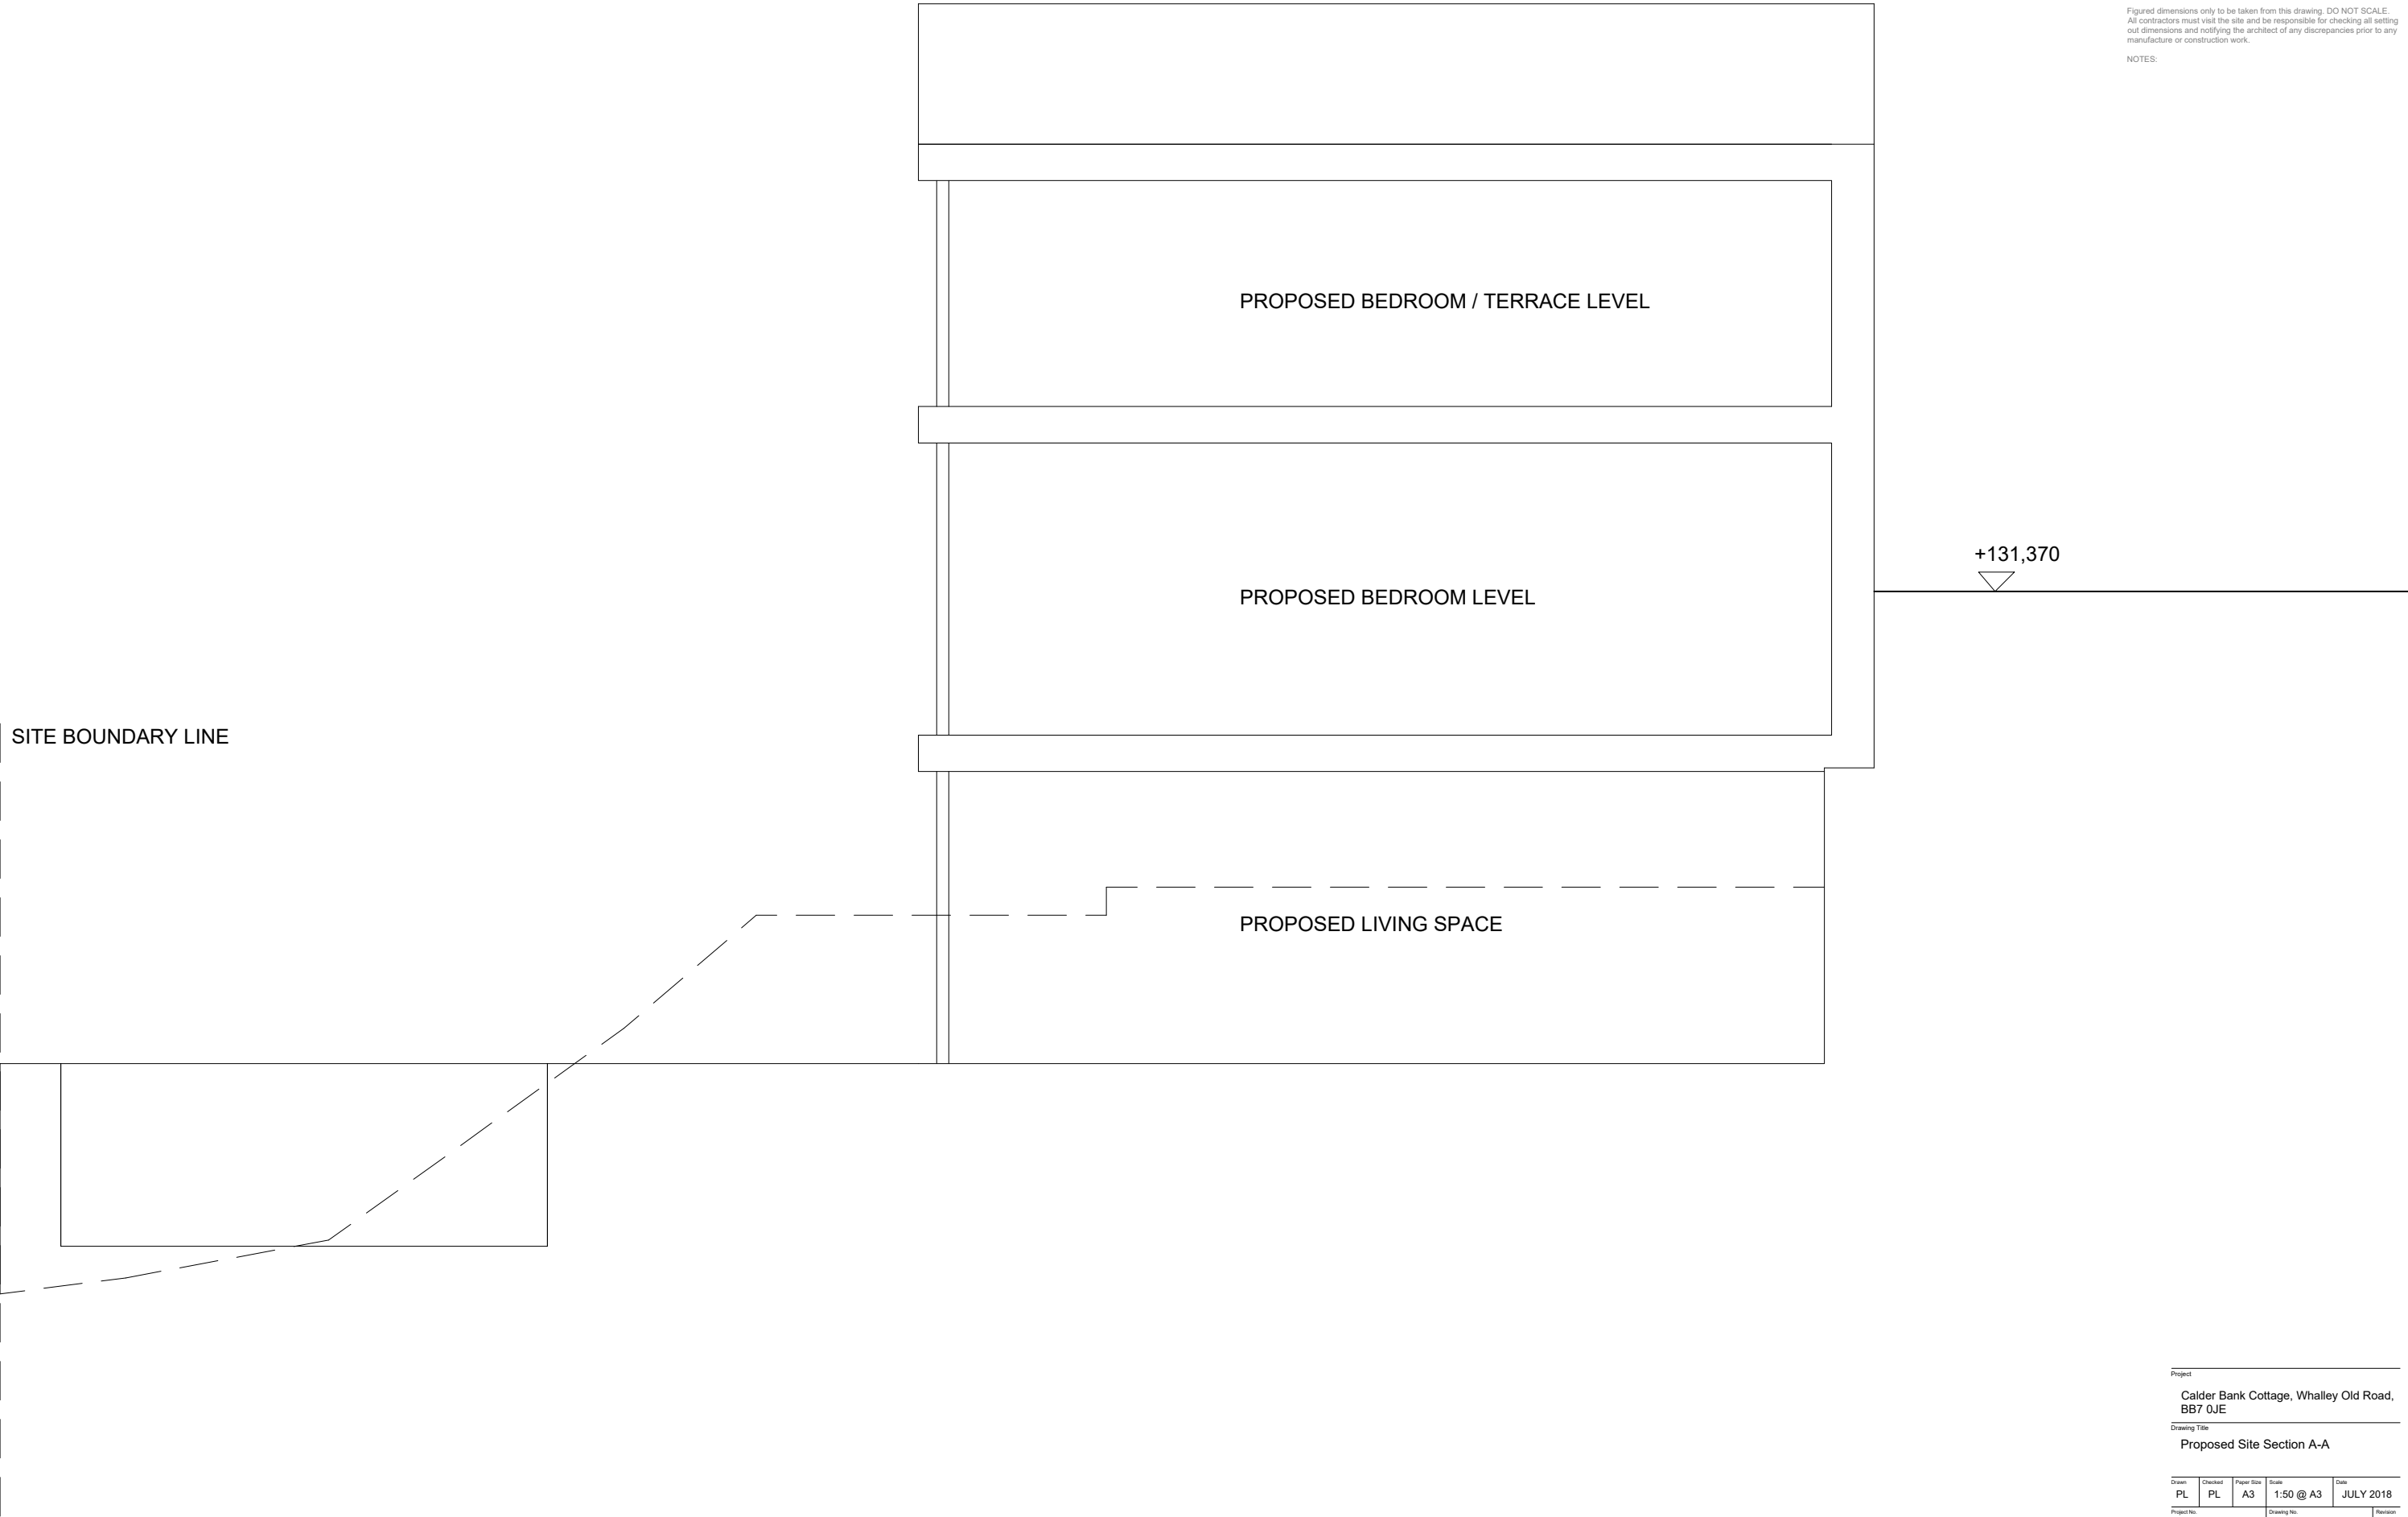 Figured dimensions only to be taken from this drawing. DO NOT SCALE.
All contractors must visit the site and be responsible for checking all setting
out dimensions and notifying the architect of any discrepancies prior to any
manufacture or construction work.
NOTES:
PROPOSED BEDROOM / TERRACE LEVEL
+131,370
PROPOSED BEDROOM LEVEL
SITE BOUNDARY LINE
PROPOSED LIVING SPACE
Project
Calder Bank Cottage, Whalley Old Road,
BB7 0JE
Drawing Title
Proposed Site Section A-A
Drawn Checked Paper Size Scale Date
PL PL A3 1:50 @ A3 JULY 2018
Project No. Drawing No. Revision